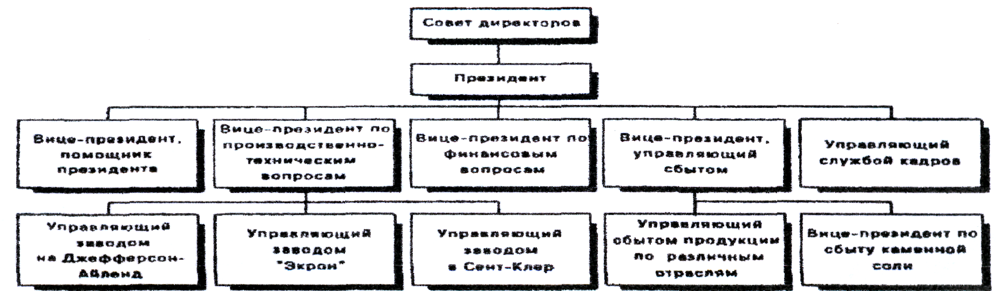 Совет директоров
Президент
Вице-президент,
помощник
президента
Вице-президент по
производственно-
техническим
вопросам
Вице-президент по
финансовым
вопросам
Вице-президент,
управляющий
сбытом
Управляющий
службой кадров
Управляющий
заводом
на Джефферсон-
Айленд
Управляющий
заводом
"Экрон"
Управляющий
заводом
в Сент-Клер
Управляющий
сбытом продукции
по различным
отраслям
Вице-президент по
сбыту каменной
соли